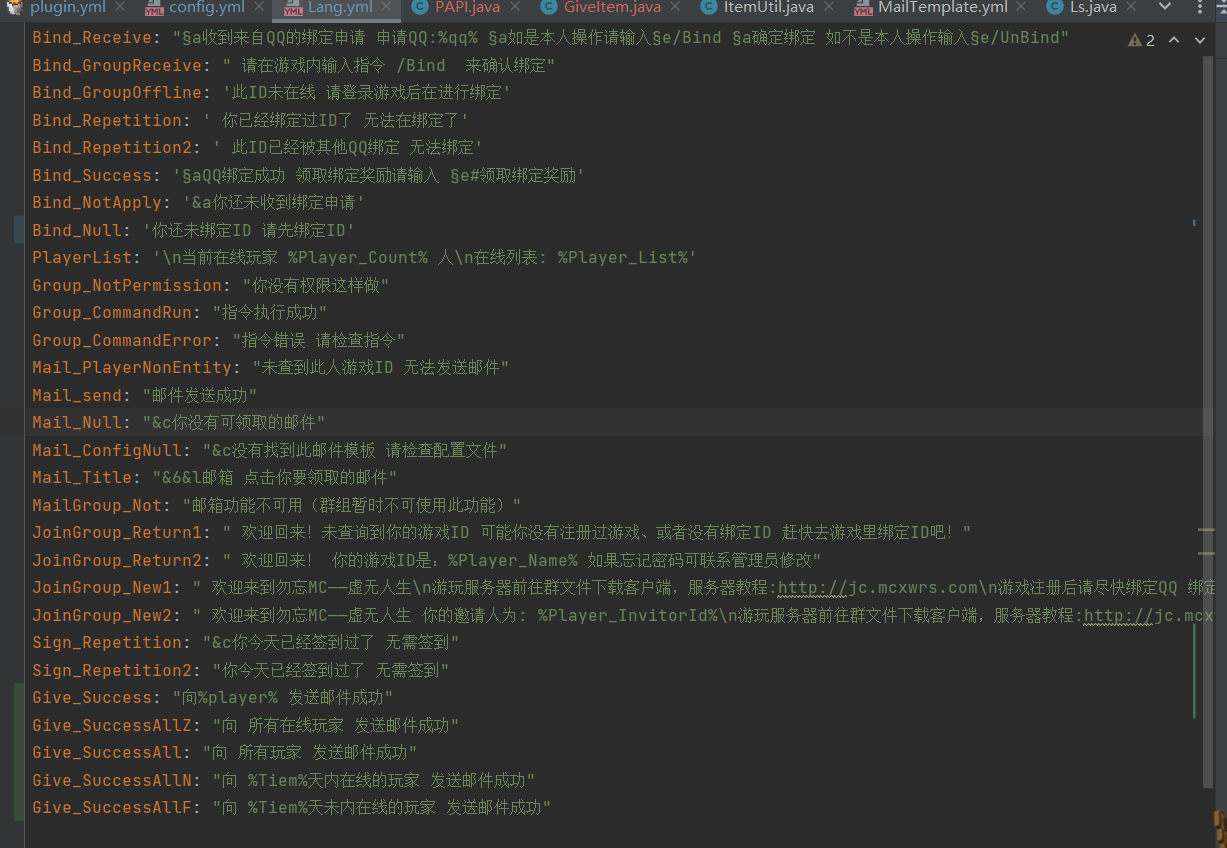 plugin.yml config.yml Lang.yml PAPI.java GiveItem.java ItemUtil.java MailTemplate.yml Ls.java
Bind_Receive: "§a收到来自QQ的绑定申请 申请QQ:%qq% §a如是本人操作请输入§e/Bind §a确定绑定 如不是本人操作输入§e/UnBind" 2
Bind_GroupReceive: " 请在游戏内输入指令 /Bind  来确认绑定"
Bind_GroupOffline: '此ID未在线 请登录游戏后在进行绑定'
Bind_Repetition: ' 你已经绑定过ID了 无法在绑定了'
Bind_Repetition2: ' 此ID已经被其他QQ绑定 无法绑定'
Bind_Success: '§aQQ绑定成功 领取绑定奖励请输入 §e#领取绑定奖励'
Bind_NotApply: '&a你还未收到绑定申请'
Bind_Null: '你还未绑定ID 请先绑定ID'
PlayerList: '\n当前在线玩家 %Player_Count% 人\n在线列表: %Player_List%'
Group_NotPermission: "你没有权限这样做"
Group_CommandRun: "指令执行成功"
Group_CommandError: "指令错误 请检查指令"
Mail_PlayerNonEntity: "未查到此人游戏ID 无法发送邮件"
Mail_send: "邮件发送成功"
Mail_Null: "&c你没有可领取的邮件"
Mail_ConfigNull: "&c没有找到此邮件模板 请检查配置文件"
Mail_Title: "&6&l邮箱 点击你要领取的邮件"
MailGroup_Not: "邮箱功能不可用（群组暂时不可使用此功能）"
JoinGroup_Return1: " 欢迎回来！未查询到你的游戏ID 可能你没有注册过游戏、或者没有绑定ID 赶快去游戏里绑定ID吧！"
JoinGroup_Return2: " 欢迎回来！ 你的游戏ID是：%Player_Name% 如果忘记密码可联系管理员修改"
JoinGroup_New1: " 欢迎来到勿忘MC——虚无人生\n游玩服务器前往群文件下载客户端，服务器教程:http://jc.mcxwrs.com\n游戏注册后请尽快绑定QQ 绑定
JoinGroup_New2: " 欢迎来到勿忘MC——虚无人生 你的邀请人为: %Player_InvitorId%\n游玩服务器前往群文件下载客户端，服务器教程:http://jc.mcx
Sign_Repetition: "&c你今天已经签到过了 无需签到"
Sign_Repetition2: "你今天已经签到过了 无需签到"
Give_Success: "向%player% 发送邮件成功"
Give_SuccessAllZ: "向 所有在线玩家 发送邮件成功"
Give_SuccessAll: "向 所有玩家 发送邮件成功"
Give_SuccessAllN: "向 %Tiem%天内在线的玩家 发送邮件成功"
Give_SuccessAllF: "向 %Tiem%天未内在线的玩家 发送邮件成功"